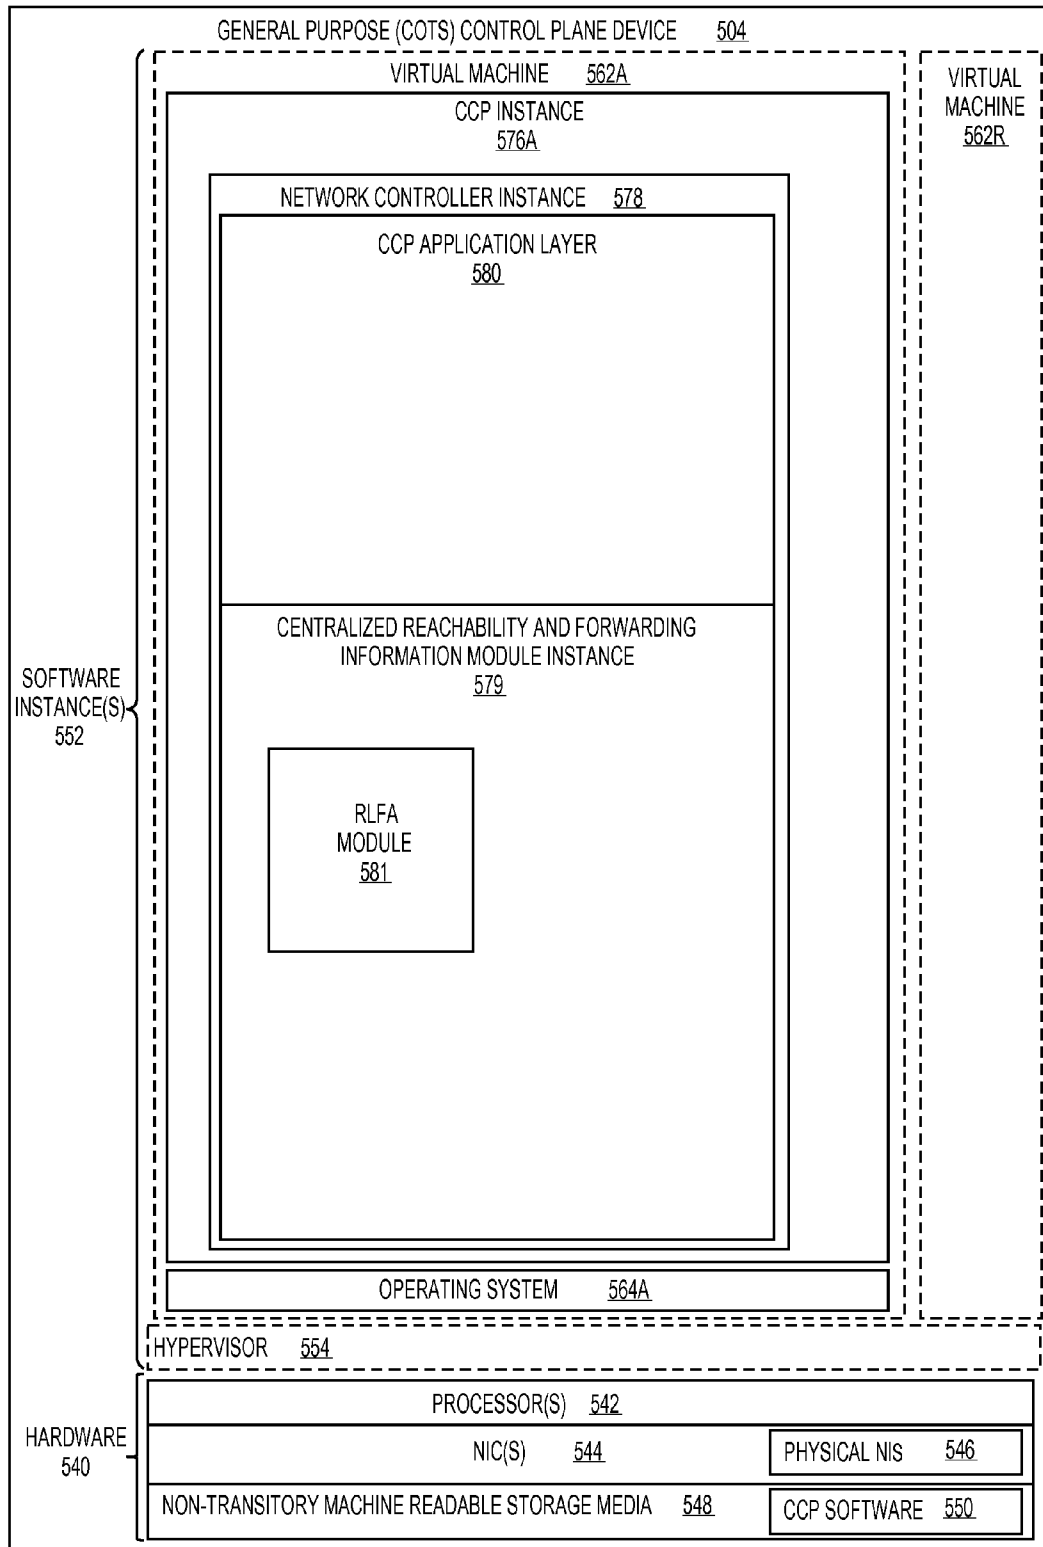 GENERAL PURPOSE (COTS) CONTROL PLANE DEVICE 504
VIRTUAL MACHINE 562A
VIRTUAL
MACHINE
562R
CCP INSTANCE
576A
NETWORK CONTROLLER INSTANCE 578
CCP APPLICATION LAYER
580
CENTRALIZED REACHABILITY AND FORWARDING
INFORMATION MODULE INSTANCE
579
SOFTWARE
INSTANCE(S)
552
RLFA
MODULE
581
OPERATING SYSTEM 564A
HYPERVISOR 554
PROCESSOR(S) 542
HARDWARE
540
NIC(S) 544
PHYSICAL NIS 546
NON-TRANSITORY MACHINE READABLE STORAGE MEDIA 548
CCP SOFTWARE 550